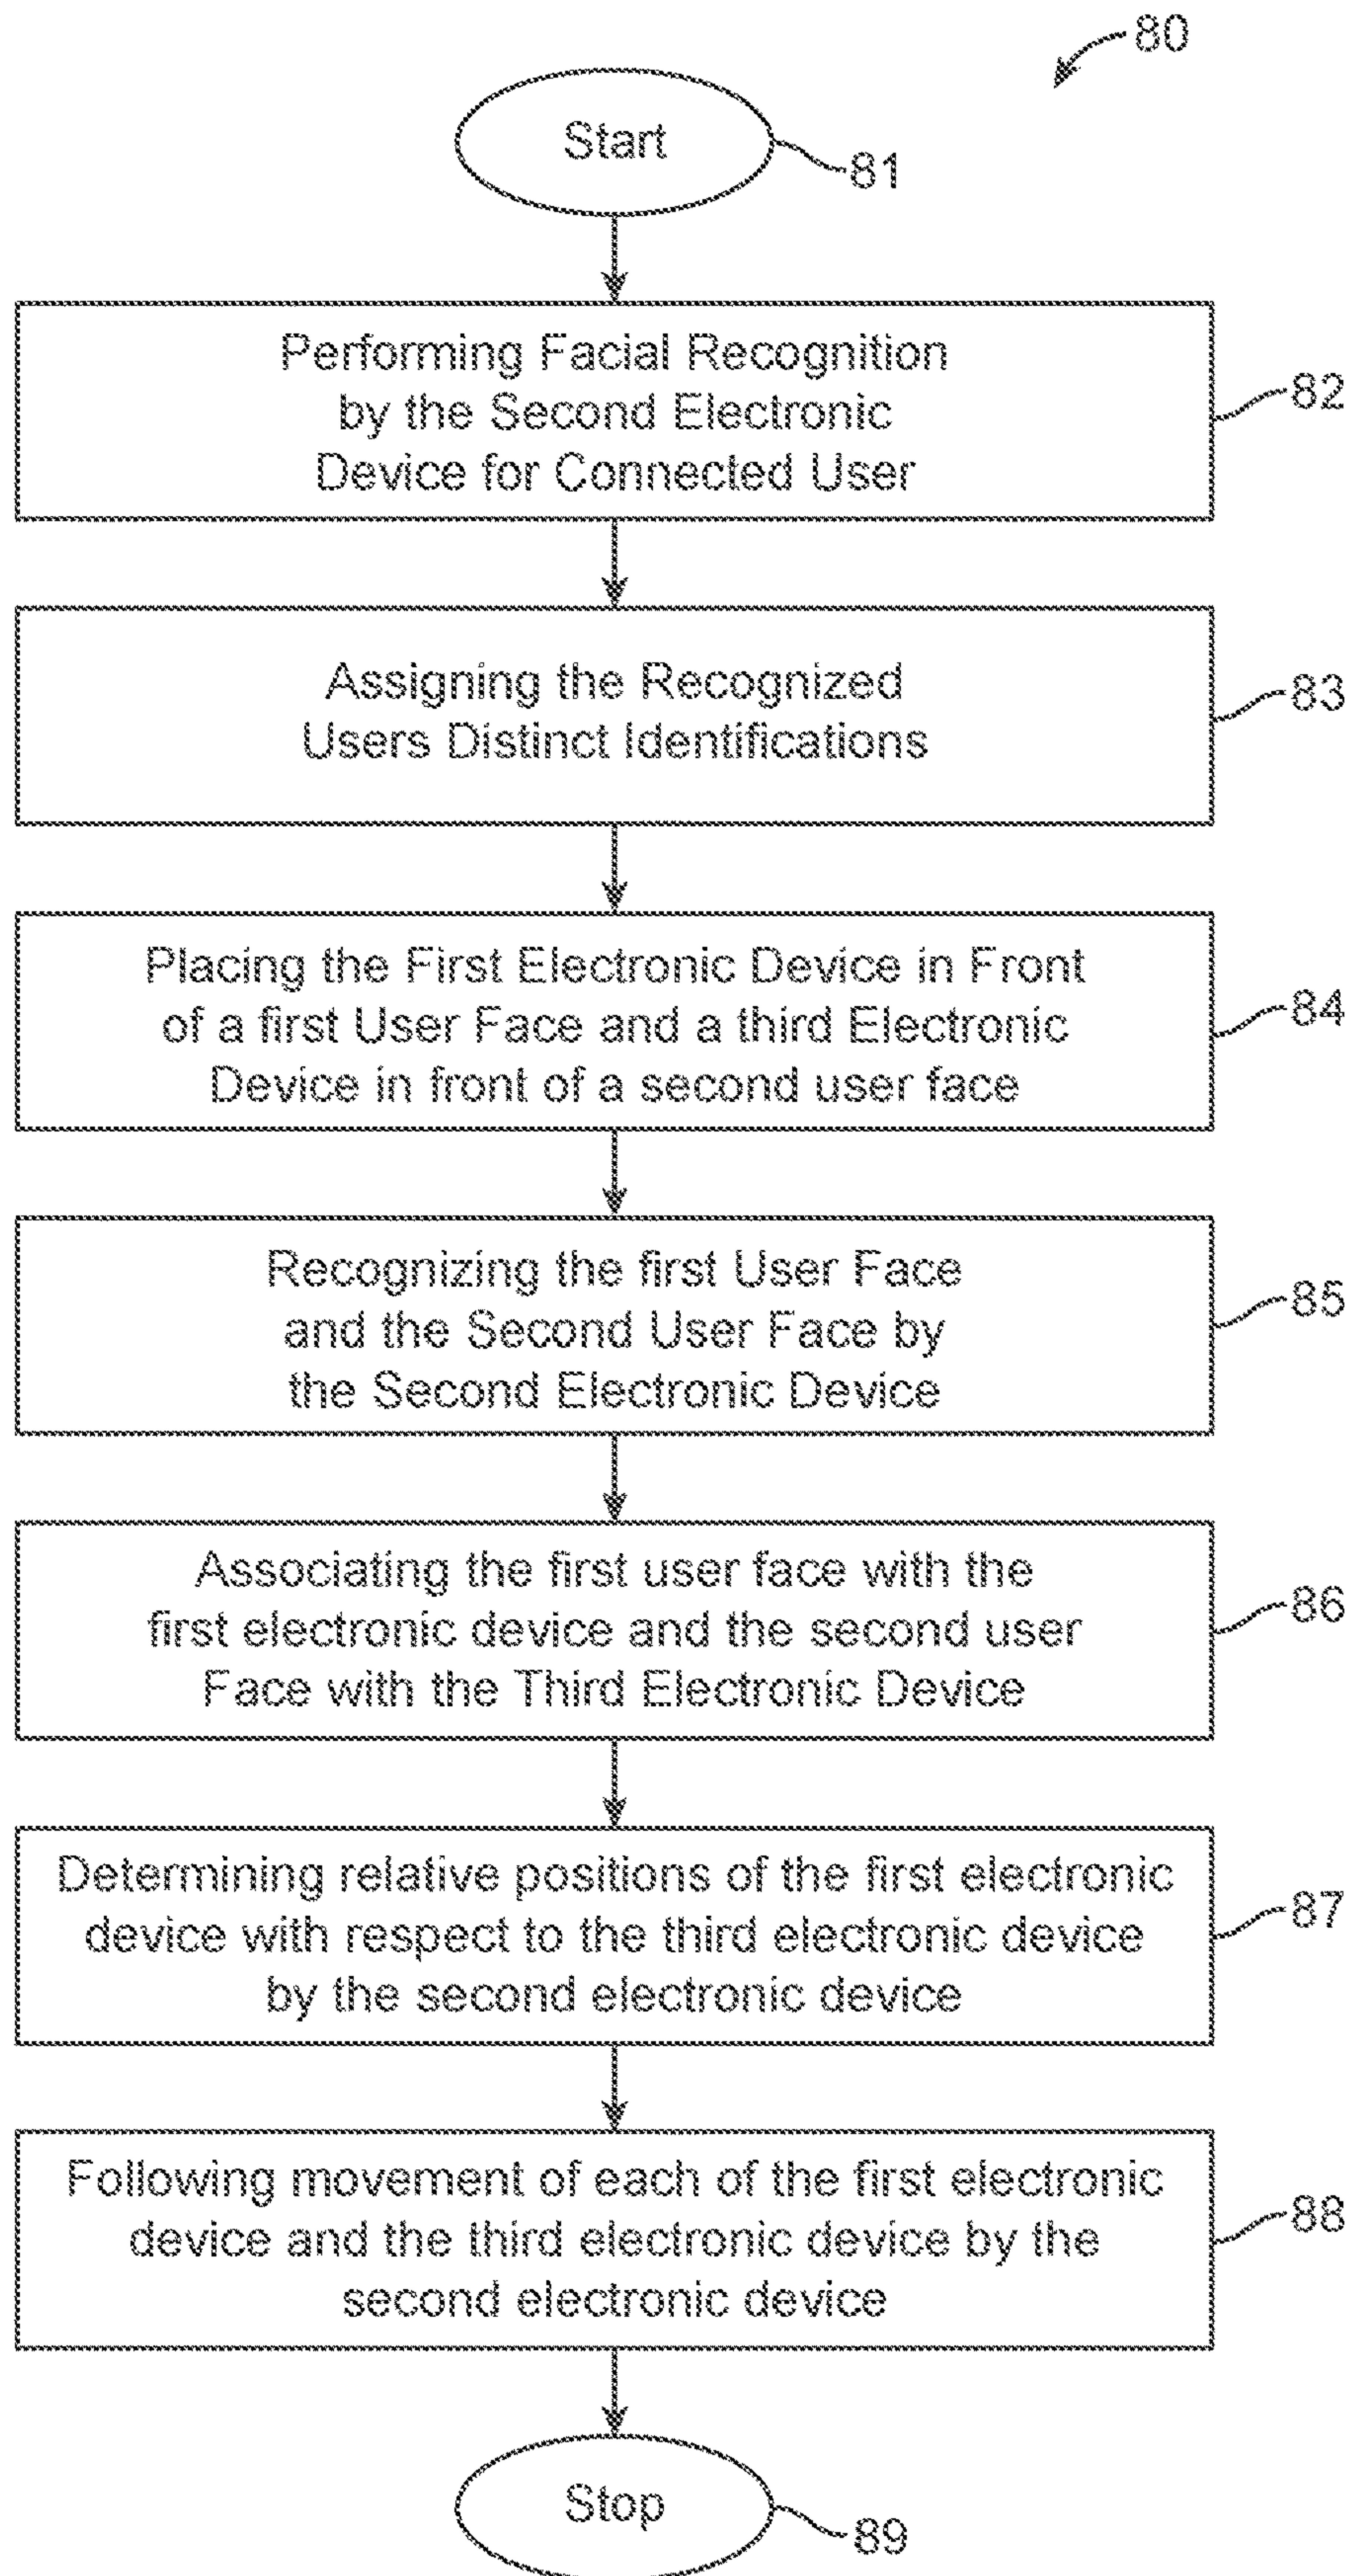 80
Start
81
Performing Facial Recognition
by the Second Electronic
Device for Connected User
82
Assigning the Recognized
Users Distinct Identifications
83
Placing the First Electronic Device in Front
of a first User Face and a third Electronic
Device in front of a second user face
84
Recognizing the first User Face
and the Second User Face by
the Second Electronic Device
85
Associating the first user face with the
first electronic device and the second user
Face with the Third Electronic Device
86
Determining relative positions of the first electronic
device with respect to the third electronic device
by the second electronic device
87
Following movement of each of the first electronic
device and the third electronic device by the
second electronic device
88
Stop
89